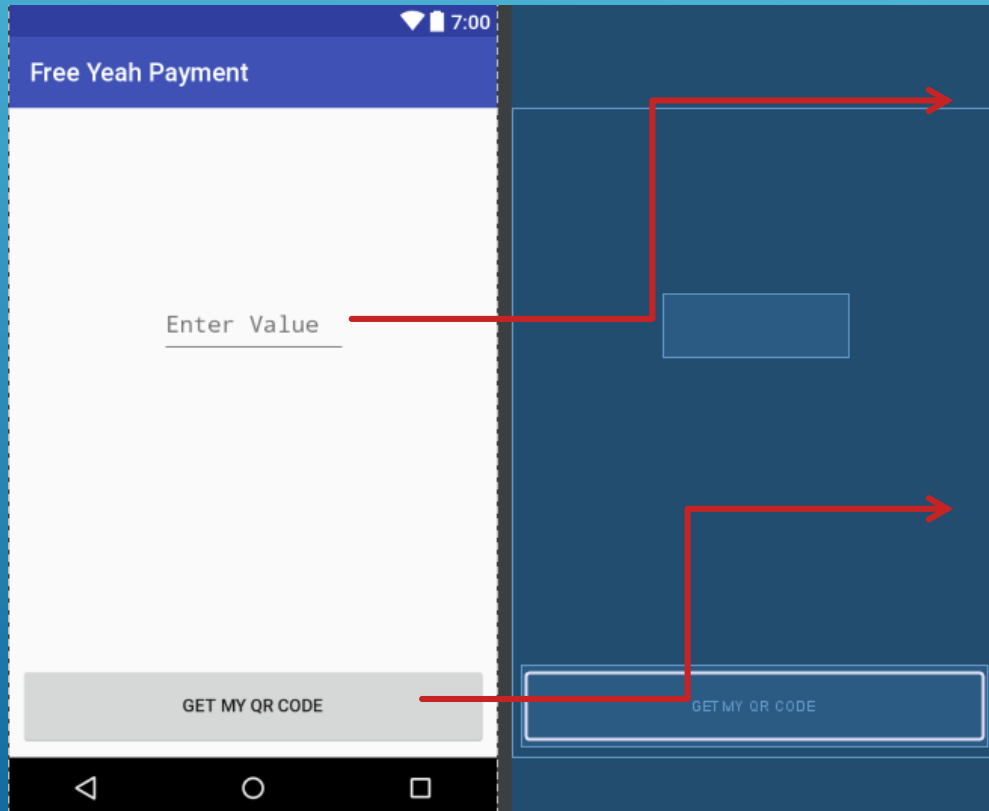 7:00
Free Yeah Payment
Enter Value
GET MY QR CODE
GET MY QR CODE